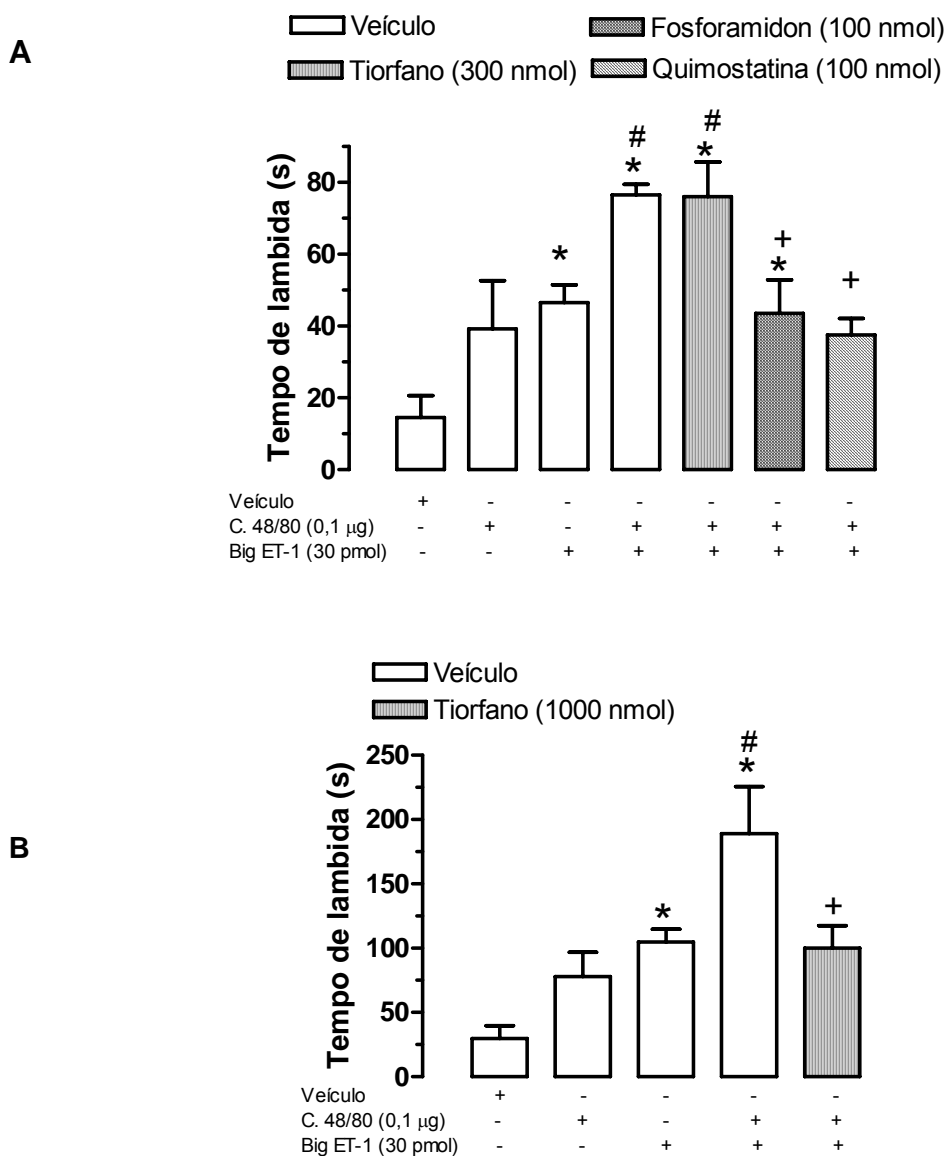 A
Veículo Fosforamidon (100 nmol)
Tiorfano (300 nmol) Quimostatina (100 nmol)
Tempo de lambida (s)
# #
* * * * + +
80
60
40
20
0
Veículo + - - - - - -
C. 48/80 (0,1 µg) - + - + + + +
Big ET-1 (30 pmol) - - + + + + +
B
Veículo
Tiorfano (1000 nmol)
Tempo de lambida (s)
#
* * +
250
200
150
100
50
0
Veículo + - - - -
C. 48/80 (0,1 µg) - + - + +
Big ET-1 (30 pmol) - - + + +